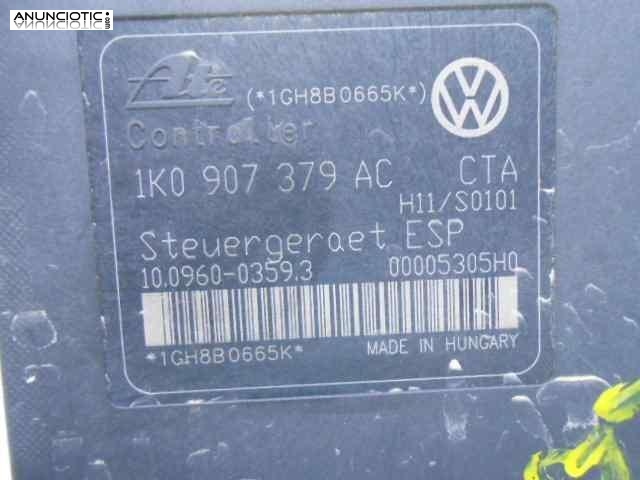 ANUNCIOTIC.com
Ate
(*1GH8B0665K*)
Controller
1K0 907 379 AC CTA
H11/S0101
Steuergeraet ESP
10.0960-0359.3 00005305H0
*1GH8B0665K* MADE IN HUNGARY